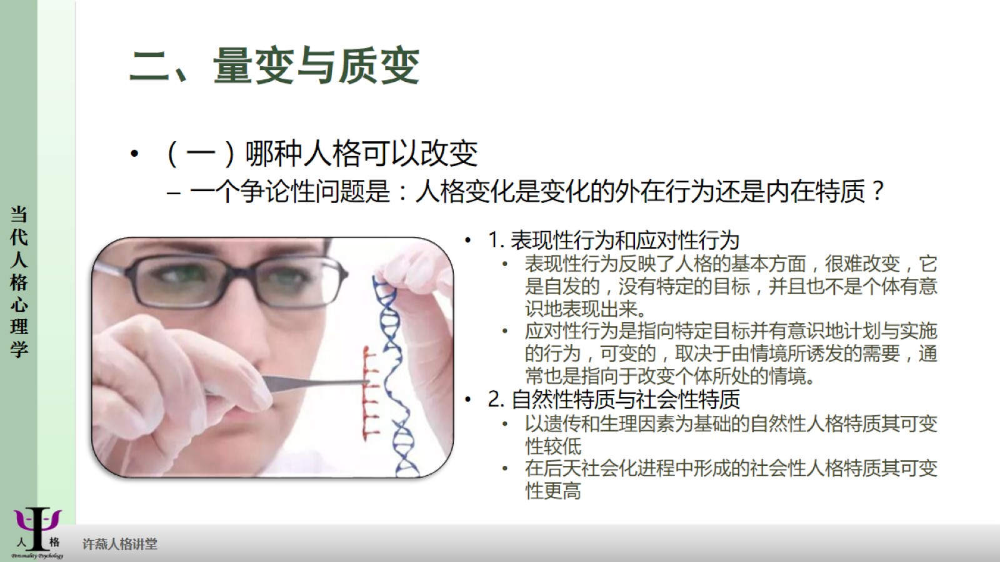 二、量变与质变
• （一）哪种人格可以改变
– 一个争论性问题是：人格变化是变化的外在行为还是内在特质？
• 1. 表现性行为和应对性行为
• 表现性行为反映了人格的基本方面，很难改变，它
是自发的，没有特定的目标，并且也不是个体有意
识地表现出来。
• 应对性行为是指向特定目标并有意识地计划与实施
的行为，可变的，取决于由情境所诱发的需要，通
常也是指向于改变个体所处的情境。
• 2. 自然性特质与社会性特质
• 以遗传和生理因素为基础的自然性人格特质其可变
性较低
• 在后天社会化进程中形成的社会性人格特质其可变
性更高
当代人格心理学
人格
Personality Psychology
许燕人格讲堂